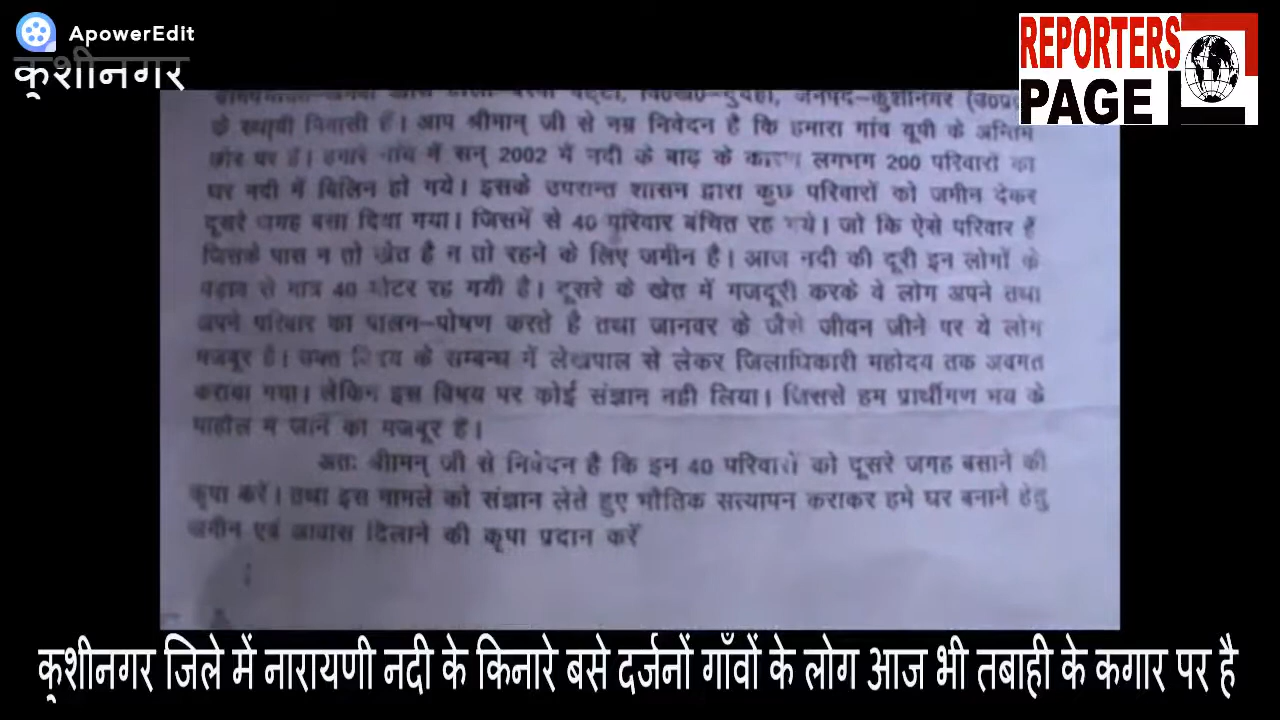 ApowerEdit
कुशीनगर
REPORTERS
PAGE
जनपद-कुशीनगर
के स्थायी निवासी हैं। आप श्रीमान् जी से नम्र निवेदन है कि हमारा गांव यूपी के अन्तिम
छोर पर है। हमारे गांव में सन् 2002 में नदी के बाढ़ के कारण लगभग 200 परिवारों का
घर नदी में बिलिन हो गये। इसके उपरान्त शासन द्वारा कुछ परिवारों को जमीन देकर
दूसरे जगह बसा दिया गया। जिसमें से 40 परिवार बंचित रह गये। जो कि ऐसे परिवार हैं
जिसके पास न तो खेत है न तो रहने के लिए जमीन है। आज नदी की दूरी इन लोगों के
से मात्र 40 मीटर रह गयी है। दूसरे के खेत में मजदूरी करके वे लोग अपने तथा
अपने परिवार का पालन-पोषण करते है तथा जानवर के जैसे जीवन जीने पर ये लोग
मजबूर है। उक्त विषय के सम्बन्ध में लेखपाल से लेकर जिलाधिकारी महोदय तक अवगत
कराया गया। लेकिन इस विषय पर कोई संज्ञान नही लिया। जिससे हम प्रार्थीगण भय के
माहौल में जीने को मजबूर है।
अतः श्रीमान् जी से निवेदन है कि इन 40 परिवारों को दूसरे जगह बसाने की
कृपा करें। तथा इस मामले को संज्ञान लेते हुए भौतिक सत्यापन कराकर हमे घर बनाने हेतु
जमीन एवं आवास दिलाने की कृपा प्रदान करें
कुशीनगर जिले में नारायणी नदी के किनारे बसे दर्जनों गाँवों के लोग आज भी तबाही के कगार पर है